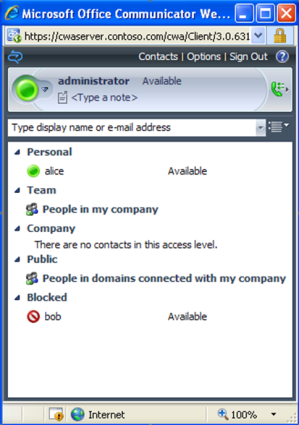 Microsoft Office Communicator We...
https://cwaserver.contoso.com/cwa/Client/3.0.631
Contacts | Options | Sign Out
administrator Available
<Type a note>
Type display name or e-mail address
Personal
alice Available
Team
People in my company
Company
There are no contacts in this access level.
Public
People in domains connected with my company
Blocked
bob Available
Internet 100%